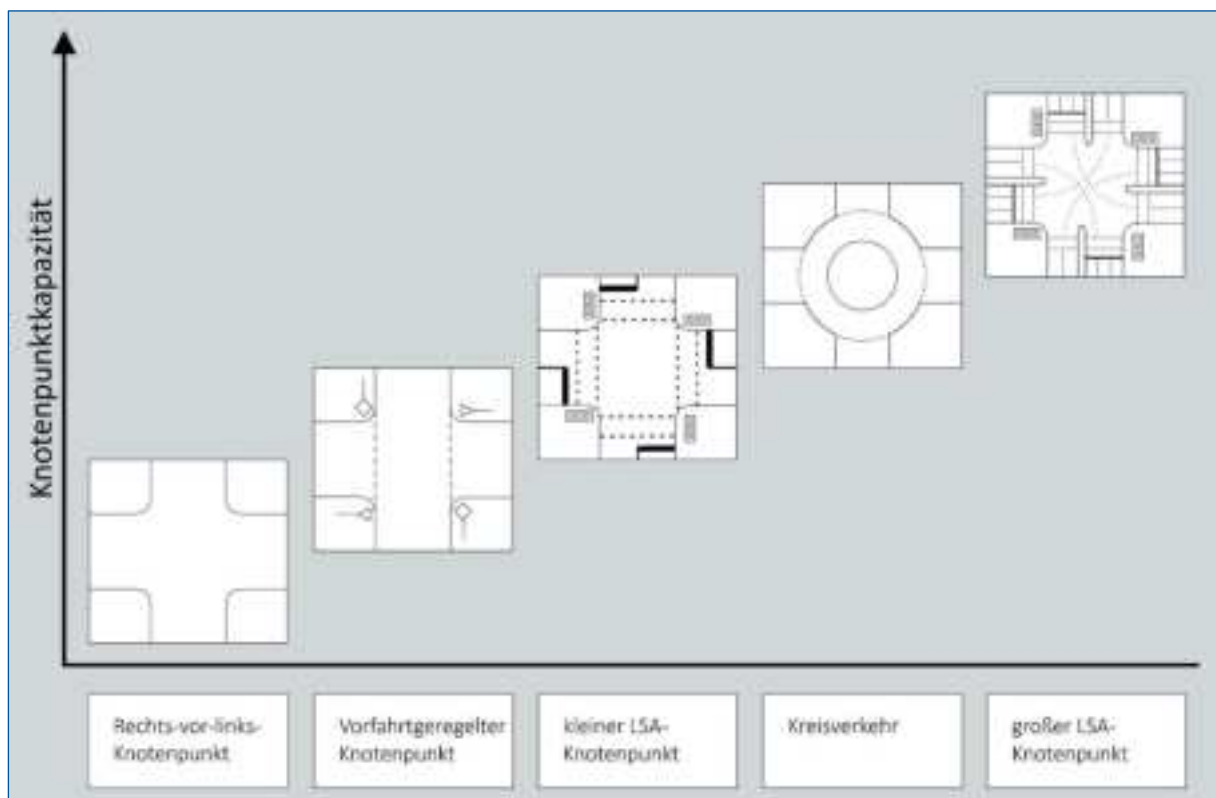 Knotenpunktkapazität
Rechts-vor-links-
Knotenpunkt
Vorfahrtgeregelter
Knotenpunkt
kleiner LSA-
Knotenpunkt
Kreisverkehr
großer LSA-
Knotenpunkt